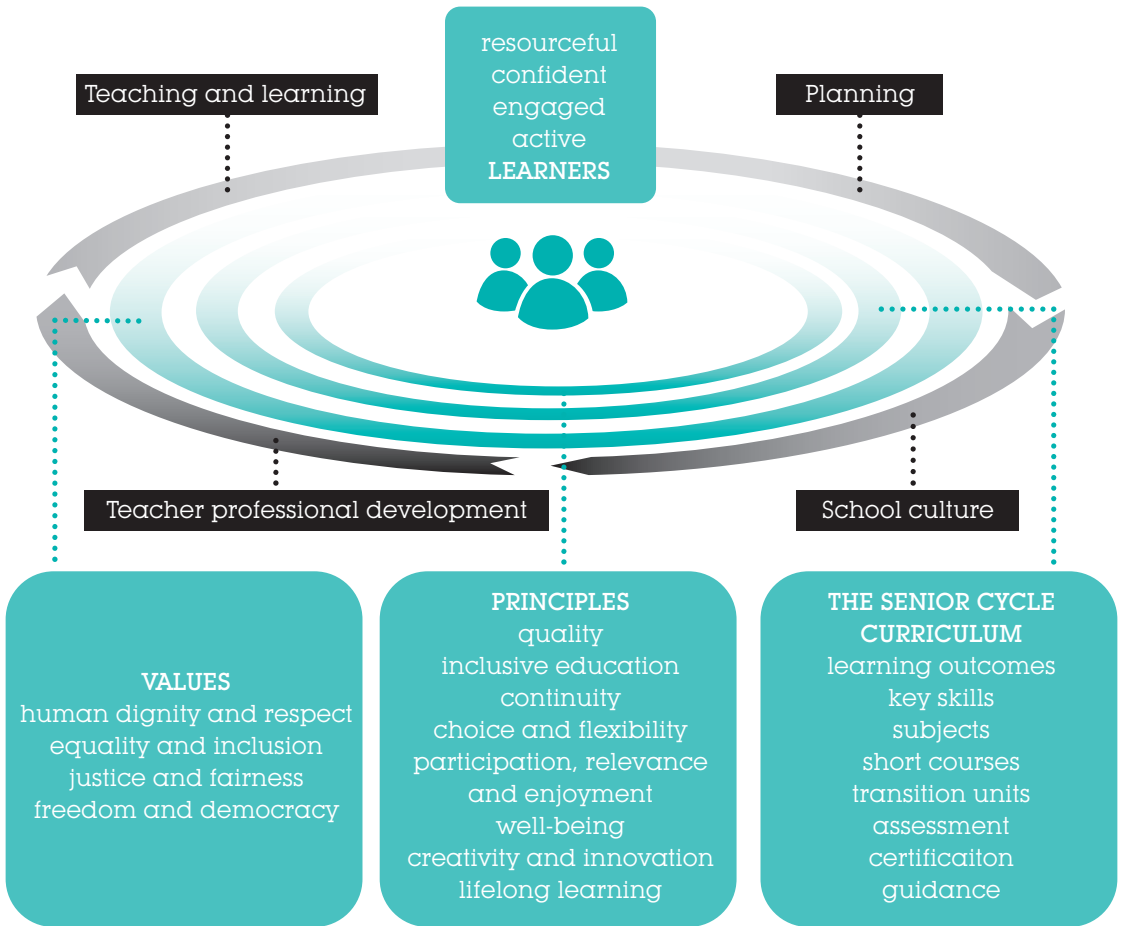 resourceful
confident
engaged
active
LEARNERS
Teaching and learning
Planning
Teacher professional development
School culture
VALUES
human dignity and respect
equality and inclusion
justice and fairness
freedom and democracy
PRINCIPLES
quality
inclusive education
continuity
choice and flexibility
participation, relevance
and enjoyment
well-being
creativity and innovation
lifelong learning
THE SENIOR CYCLE
CURRICULUM
learning outcomes
key skills
subjects
short courses
transition units
assessment
certificaiton
guidance